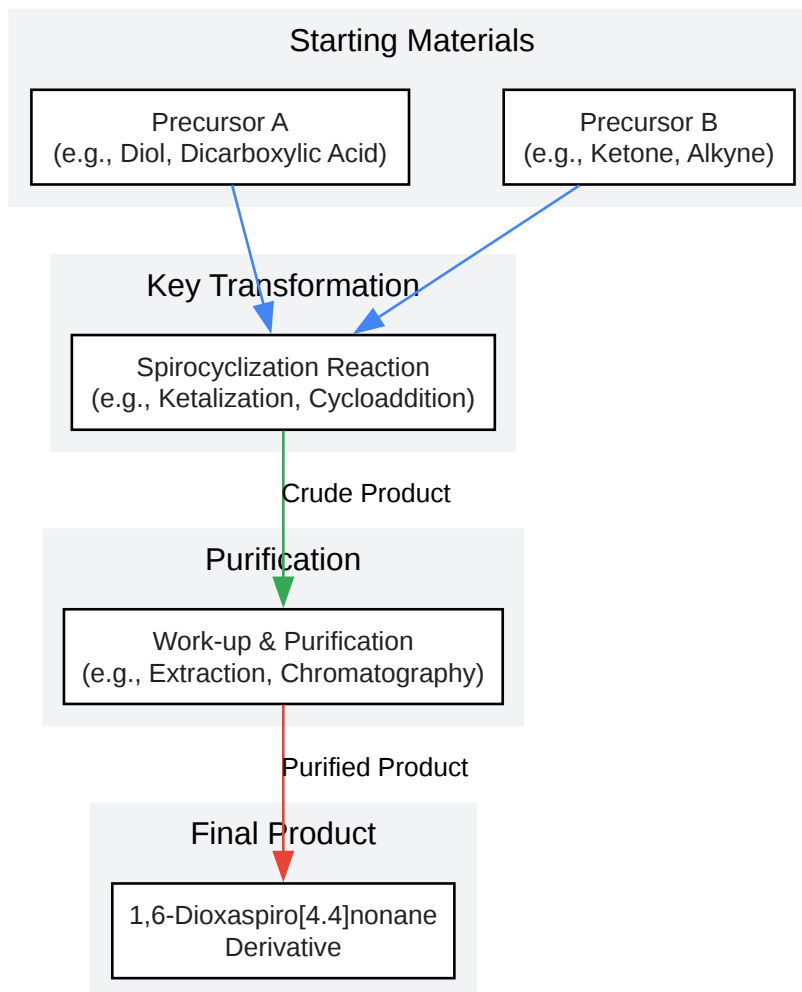 Starting Materials
Precursor A
(e.g., Diol, Dicarboxylic Acid)
Precursor B
(e.g., Ketone, Alkyne)
Key Transformation
Spirocyclization Reaction
(e.g., Ketalization, Cycloaddition)
Crude Product
Purification
Work-up & Purification
(e.g., Extraction, Chromatography)
Purified Product
Final Product
1,6-Dioxaspiro[4.4]nonane
Derivative